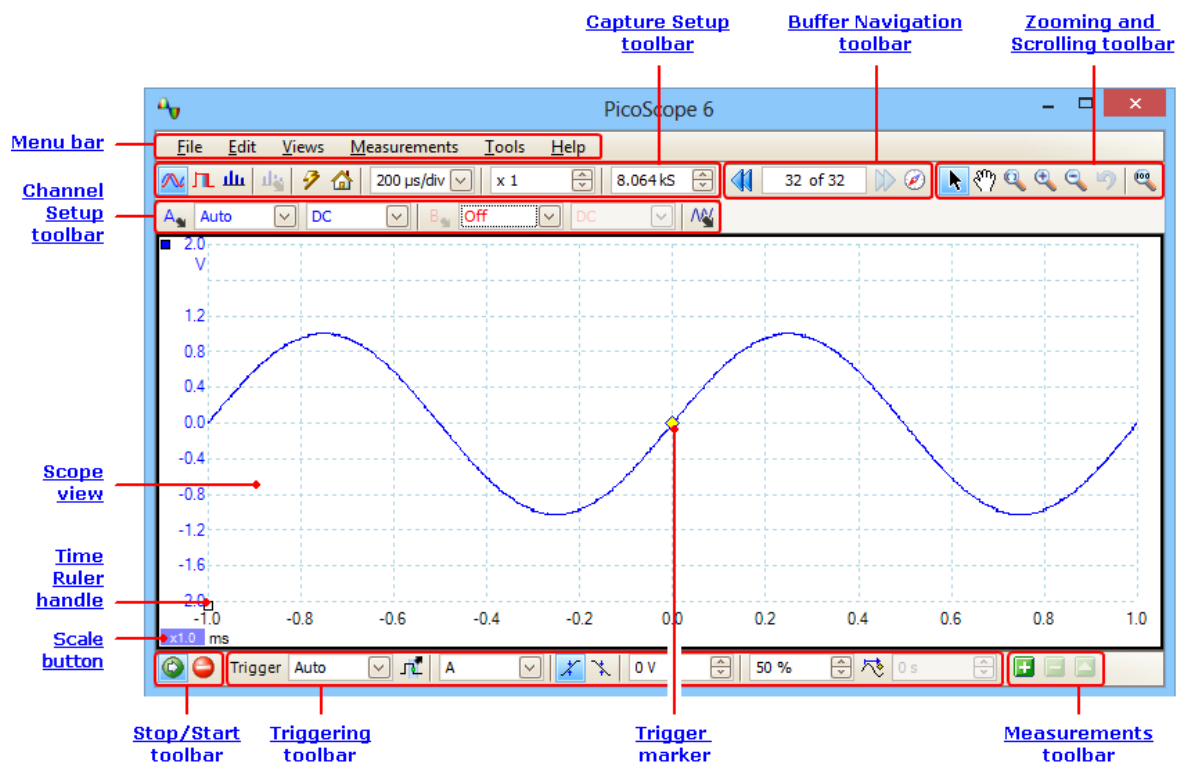 Capture Setup toolbar
Buffer Navigation toolbar
Zooming and Scrolling toolbar
PicoScope 6
Menu bar
File Edit Views Measurements Tools Help
Channel Setup toolbar
200 µs/div x 1 8.064 kS 32 of 32
A Auto DC B Off DC
2.0
V
1.2
0.8
0.4
0.0
-0.4
-0.8
-1.2
-1.6
-2.0
Scope view
Time Ruler handle
-1.0 -0.8 -0.6 -0.4 -0.2 0.0 0.2 0.4 0.6 0.8 1.0
x1.0 ms
Scale button
Trigger Auto A 0 V 50 % 0 s
Stop/Start toolbar
Triggering toolbar
Trigger marker
Measurements toolbar